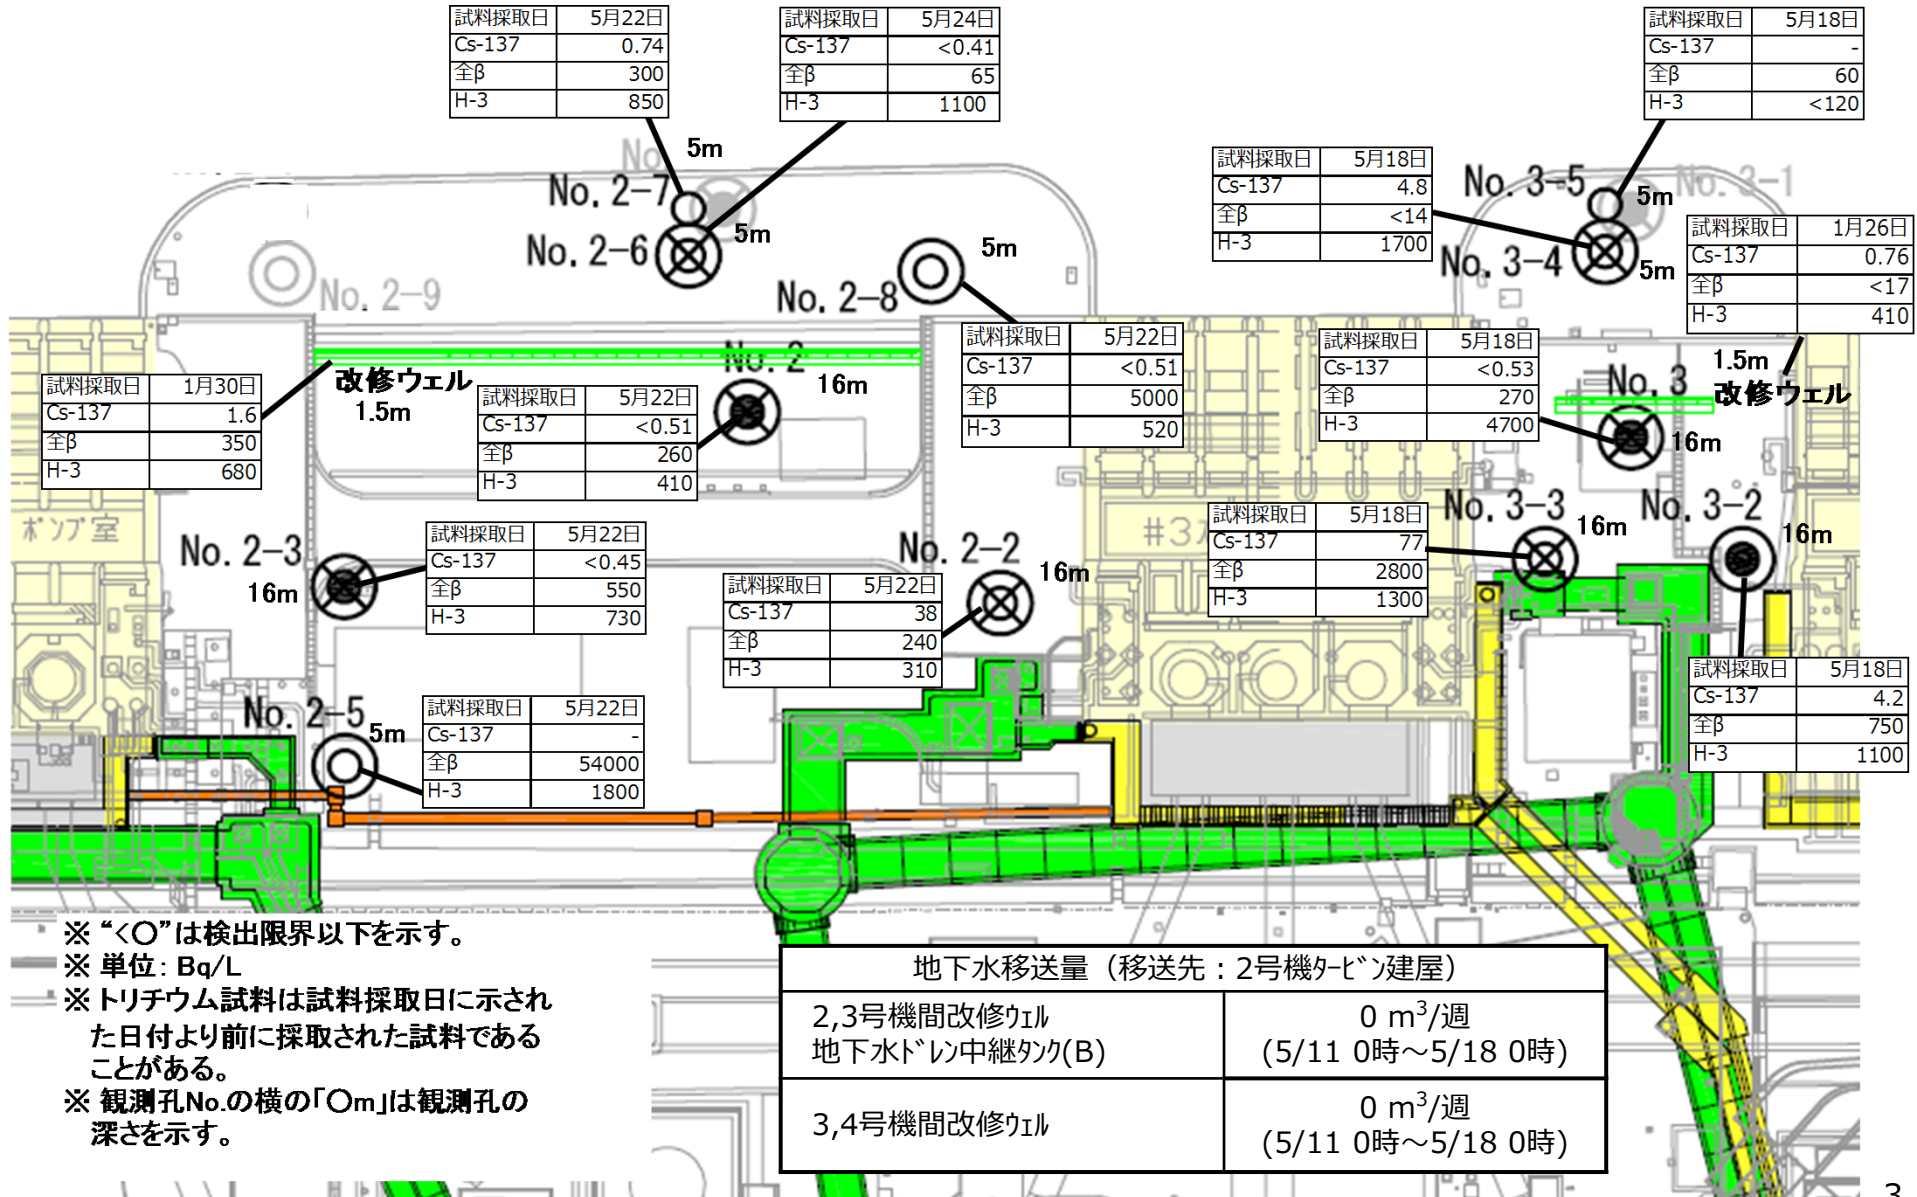 試料採取日 5月22日
Cs-137 0.74
全β 300
H-3 850
試料採取日 5月24日
Cs-137 <0.41
全β 65
H-3 1100
試料採取日 5月18日
Cs-137 -
全β 60
H-3 <120
試料採取日 5月18日
Cs-137 4.8
全β <14
H-3 1700
試料採取日 1月26日
Cs-137 0.76
全β <17
H-3 410
No
5m
No. 2-7
5m
No. 2-6
No. 2-8
5m
No. 2-9
No. 3-5
5m
No. 3-1
No. 3-4
5m
試料採取日 1月30日
Cs-137 1.6
全β 350
H-3 680
改修ウェル
1.5m
No. 2
16m
試料採取日 5月22日
Cs-137 <0.51
全β 260
H-3 410
試料採取日 5月22日
Cs-137 <0.51
全β 5000
H-3 520
試料採取日 5月18日
Cs-137 <0.53
全β 270
H-3 4700
No. 3
16m
1.5m
改修ウェル
ポンプ室
No. 2-3
16m
試料採取日 5月22日
Cs-137 <0.45
全β 550
H-3 730
No. 2-2
16m
試料採取日 5月22日
Cs-137 38
全β 240
H-3 310
#3ス
試料採取日 5月18日
Cs-137 77
全β 2800
H-3 1300
No. 3-3
16m
No. 3-2
16m
試料採取日 5月18日
Cs-137 4.2
全β 750
H-3 1100
No. 2-5
5m
試料採取日 5月22日
Cs-137 -
全β 54000
H-3 1800
※ “<○”は検出限界以下を示す。
※ 単位: Bq/L
※ トリチウム試料は試料採取日に示され
た日付より前に採取された試料である
ことがある。
※ 観測孔No.の横の「○m」は観測孔の
深さを示す。
地下水移送量（移送先：2号機ﾀｰﾋﾞﾝ建屋）
2,3号機間改修ｳｪﾙ
地下水ﾄﾞﾚﾝ中継ﾀﾝｸ(B)
0 m³/週
(5/11 0時～5/18 0時)
3,4号機間改修ｳｪﾙ
0 m³/週
(5/11 0時～5/18 0時)
3